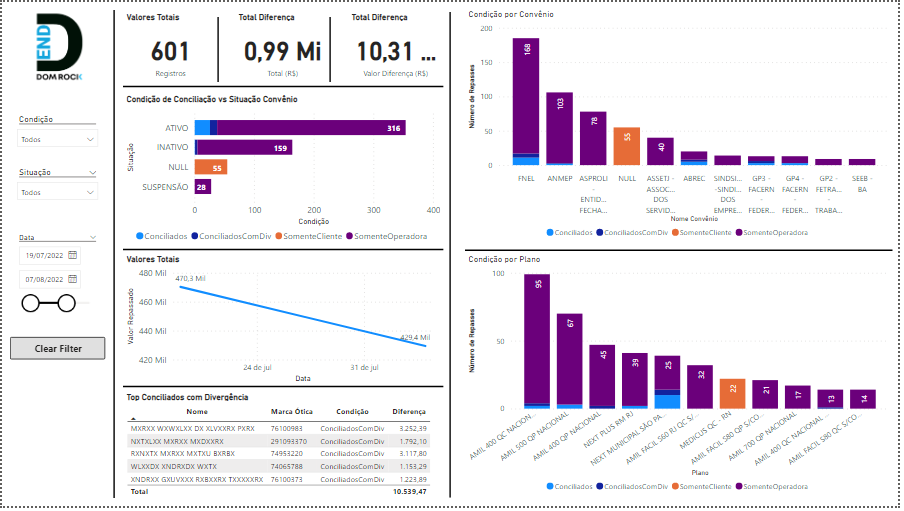 END
DOMROCK
Condição
Todos
Situação
Todos
Data
19/07/2022
07/08/2022
Clear Filter
Valores Totais
601
Registros
Total Diferença
0,99 Mi
Total (R$)
Total Diferença
10,31 ...
Valor Diferença (R$)
Condição de Conciliação vs Situação Convênio
Situação
ATIVO
316
INATIVO
159
NULL
55
SUSPENSÃO
28
0 100 200 300 400
Condição
Conciliados ConciliadosComDiv SomenteCliente SomenteOperadora
Valores Totais
Valor Repassado
480 Mil
470,3 Mil
460 Mil
440 Mil
429,4 Mil
420 Mil
24 de jul 31 de jul
Data
Top Conciliados com Divergência
Nome Marca Ótica Condição Diferença
MXRXX WXWXLXX DX XLVXXRX PXRX 76100983 ConciliadosComDiv 3.252,39
NXTXLXX MXRXX MXDXXRX 291093370 ConciliadosComDiv 1.792,10
RXNXTX MXRXX MXTXU BXRBX 74953220 ConciliadosComDiv 3.117,80
WLXXDX XNDRXDX WXTX 74065788 ConciliadosComDiv 1.153,29
XNDRXX GXUVXXX RXBXXRX TXXXXXRX 76100373 ConciliadosComDiv 1.223,89
Total 10.539,47
Condição por Convênio
Número de Repasses
200
150
100
50
0
168
103
78
55
40
FNEL
ANMEP
ASPROLI - ENTID... FECHA...
NULL
ASSETJ - ASSOC... DOS SERVID...
ABREC
SINDSI... -SINDI... DOS EMPRE...
GP3 - FACERN - FEDER...
GP4 - FACERN - FEDER...
GP2 - FETRA... - TRABA...
SEEB - BA
Nome Convênio
Conciliados ConciliadosComDiv SomenteCliente SomenteOperadora
Condição por Plano
Número de Repasses
100
50
0
95
67
45
39
25
32
22
21
17
13
14
AMIL 400 QC NACION...
AMIL 500 QP NACIONAL
AMIL 400 QP NACIONAL
NEXT PLUS RM RJ
NEXT MUNICIPAL SÃO PA...
AMIL FACIL S60 RJ QC S/...
MEDICUS QC - RN
AMIL FACIL S80 QP S/CO...
AMIL 700 QP NACIONAL
AMIL 400 QC NACIONAL -...
AMIL FACIL S80 QC S/CO...
Plano
Conciliados ConciliadosComDiv SomenteCliente SomenteOperadora